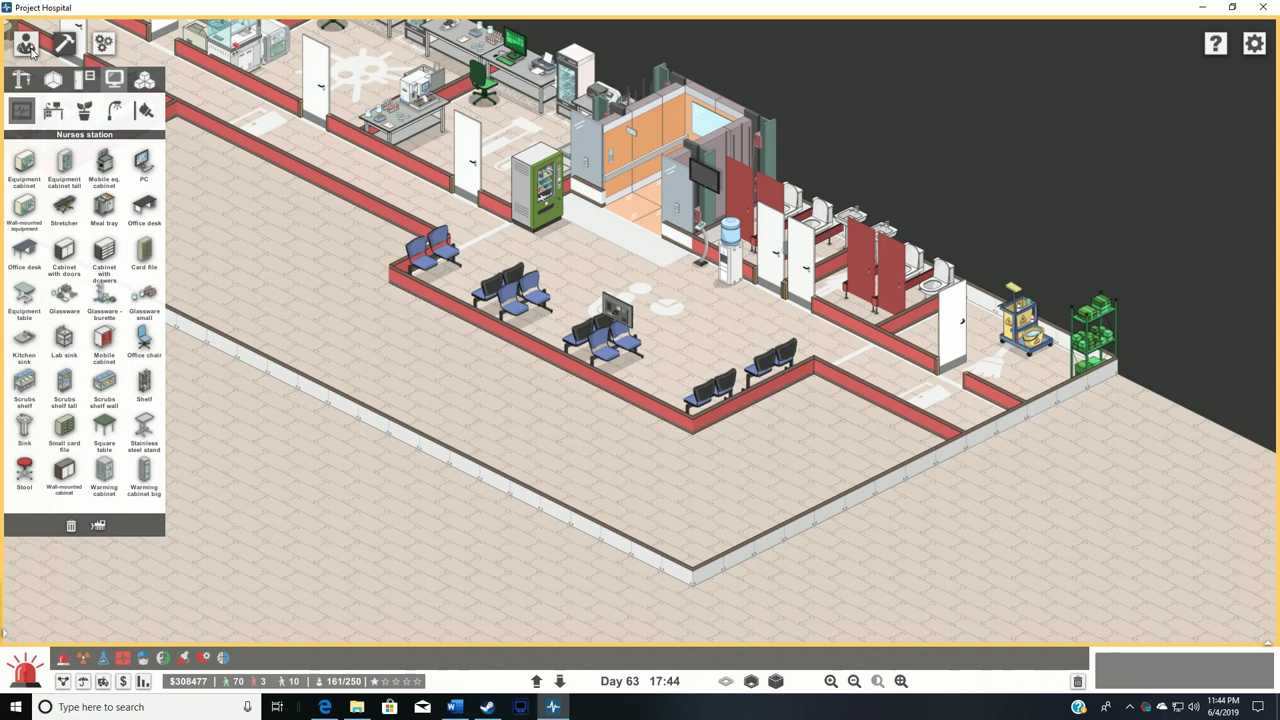 Project Hospital
Nurses station
Equipment cabinet
Equipment cabinet tall
Mobile eq. cabinet
PC
Wall-mounted equipment
Stretcher
Meal tray
Office desk
Office desk
Cabinet with doors
Cabinet with drawers
Card file
Equipment table
Glassware
Glassware - burette
Glassware small
Kitchen sink
Lab sink
Mobile cabinet
Office chair
Scrubs shelf
Scrubs shelf tall
Scrubs shelf wall
Shelf
Sink
Small card file
Square table
Stainless steel stand
Stool
Wall-mounted cabinet
Warming cabinet
Warming cabinet big
?
$
$308477 70 3 10 161/250
Day 63 17:44
Type here to search
11:44 PM
6/4/2019